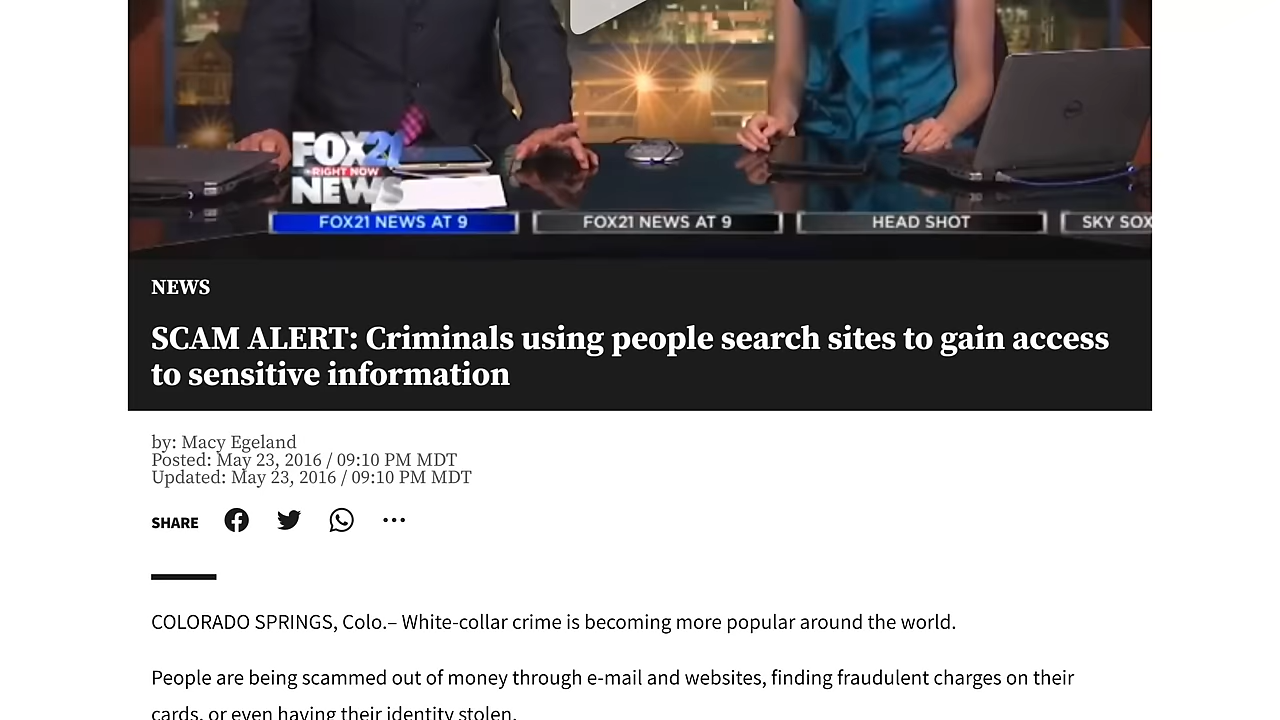 FOX21
RIGHT NOW
NEWS
FOX21 NEWS AT 9
FOX21 NEWS AT 9
HEAD SHOT
SKY SOX
NEWS
SCAM ALERT: Criminals using people search sites to gain access
to sensitive information
by: Macy Egeland
Posted: May 23, 2016 / 09:10 PM MDT
Updated: May 23, 2016 / 09:10 PM MDT
SHARE
COLORADO SPRINGS, Colo.– White-collar crime is becoming more popular around the world.
People are being scammed out of money through e-mail and websites, finding fraudulent charges on their
cards, or even having their identity stolen.